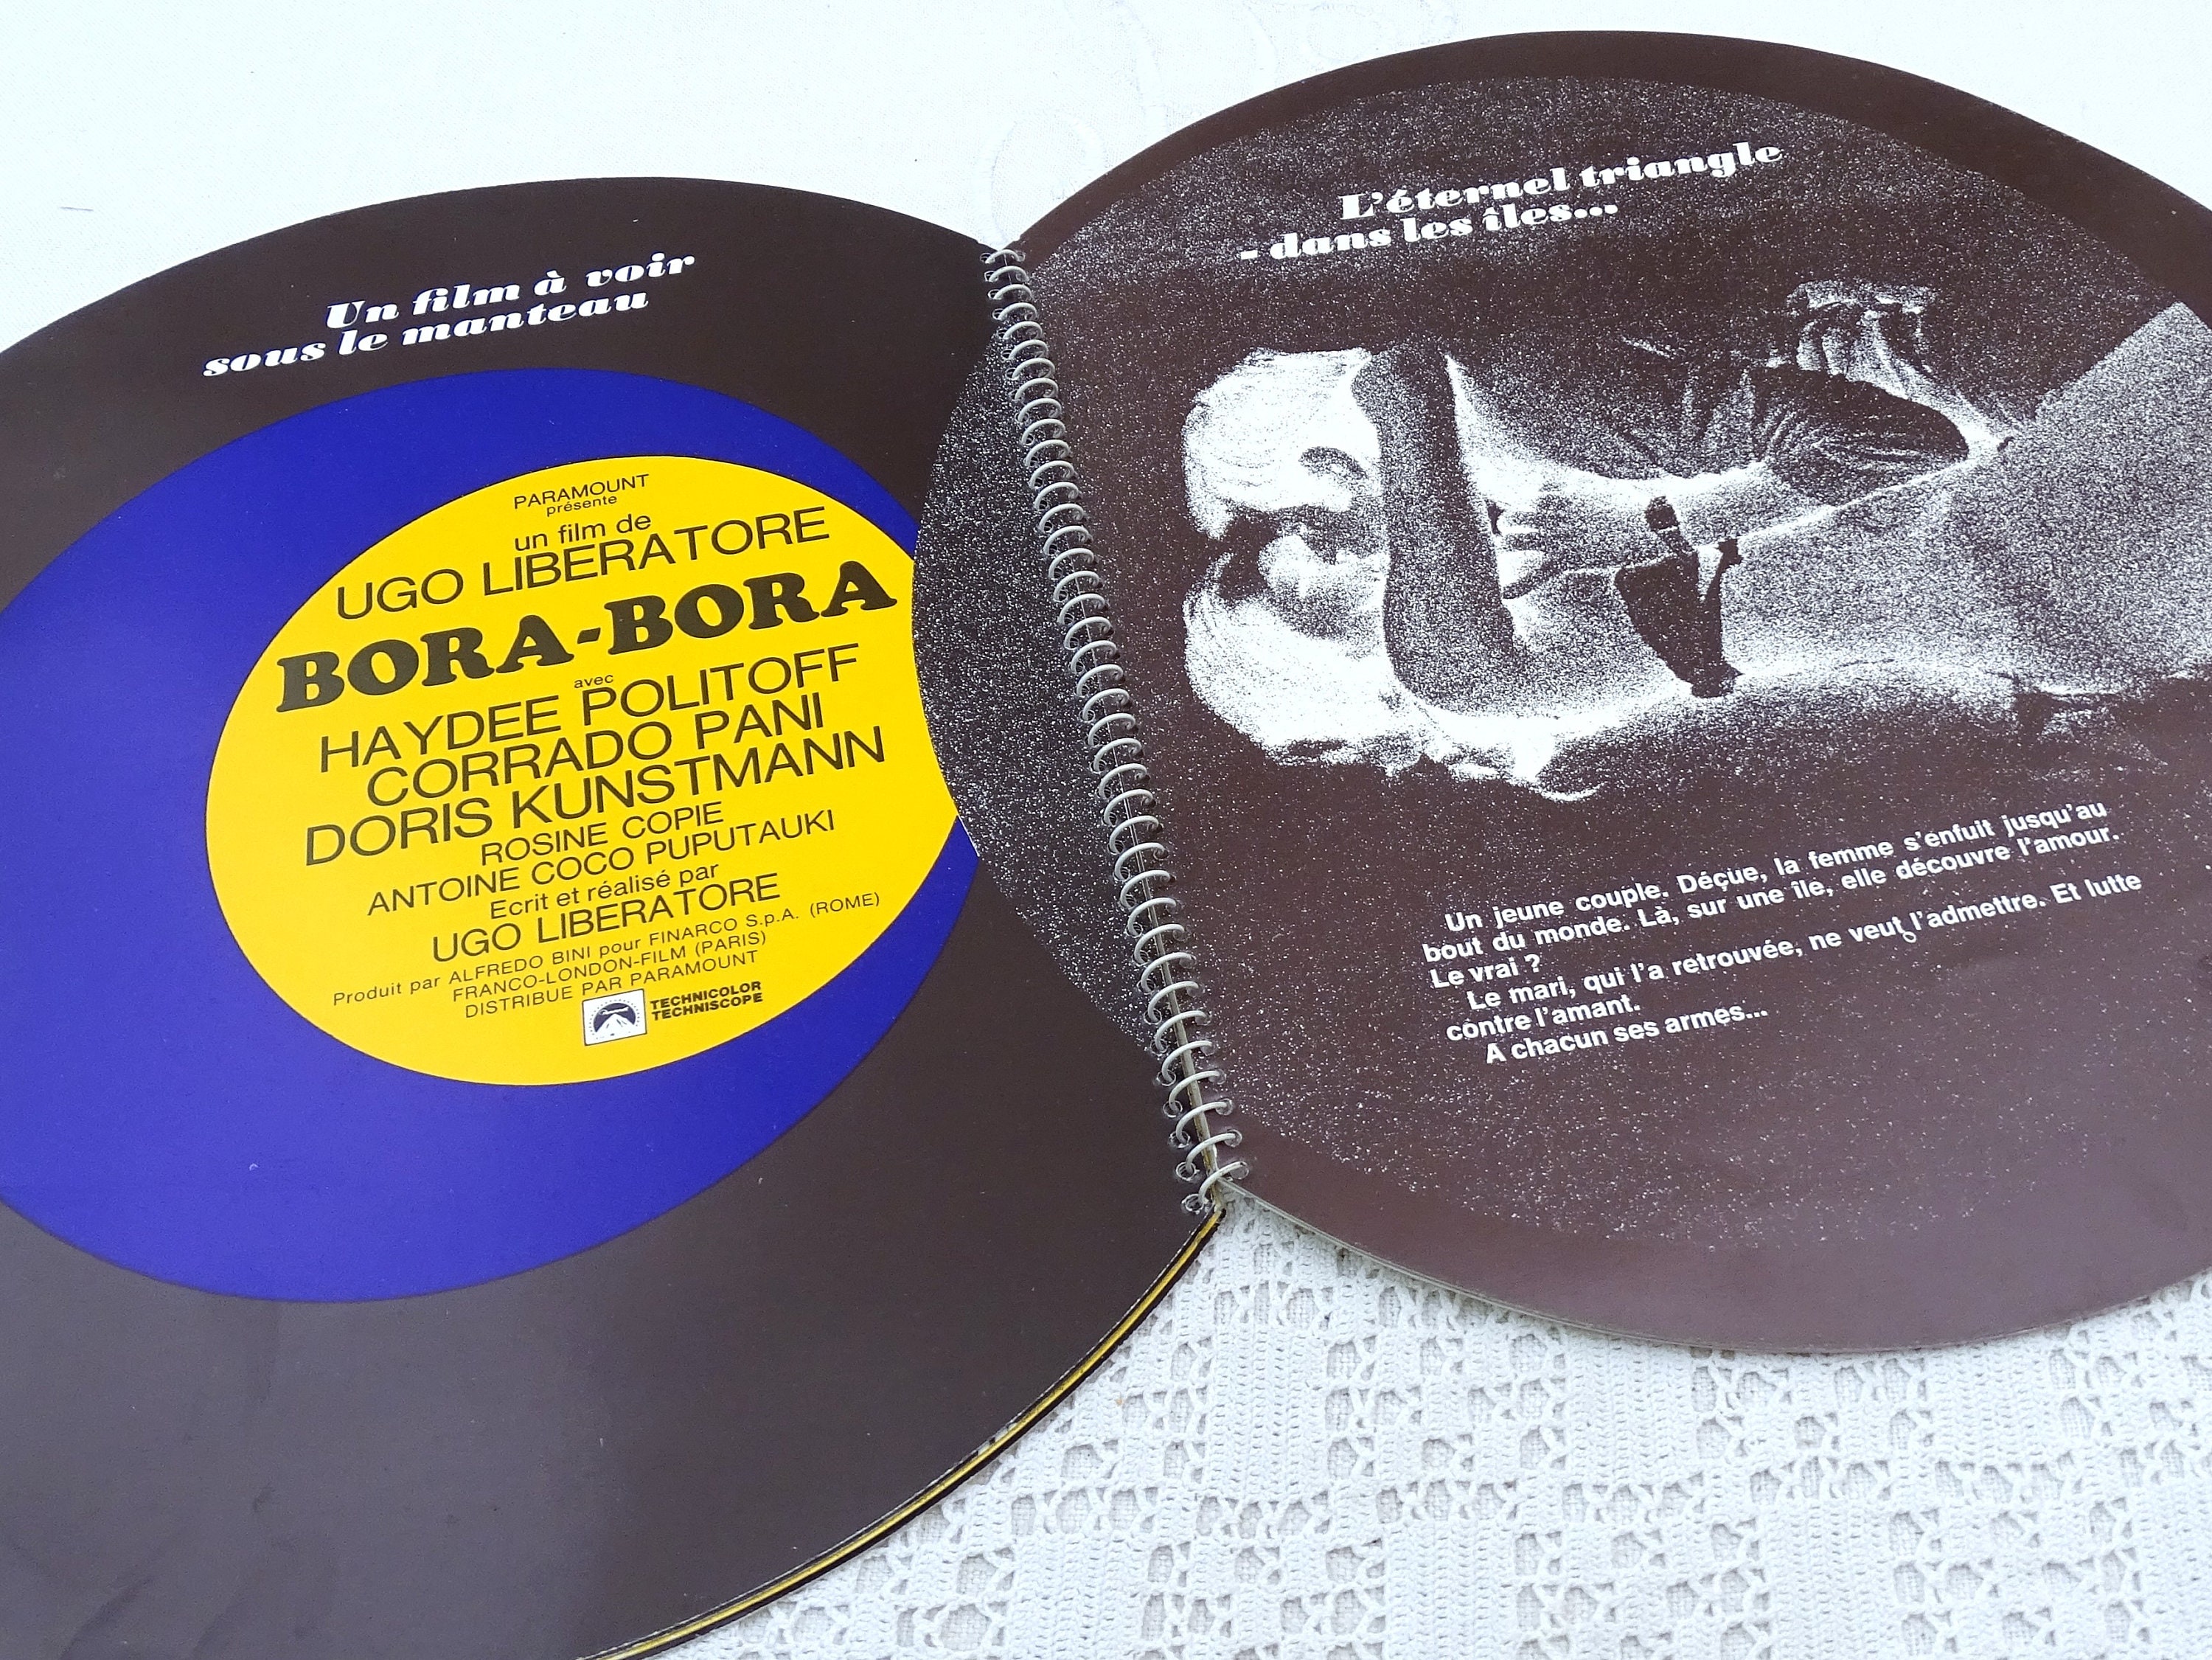 Un film à voir
sous le manteau
PARAMOUNT
présente
un film de
UGO LIBERATORE
BORA-BORA
avec
HAYDEE POLITOFF
CORRADO PANI
DORIS KUNSTMANN
ROSINE COPIE
ANTOINE COCO PUPUTAUKI
Ecrit et réalisé par
UGO LIBERATORE
Produit par ALFREDO BINI pour FINARCO S.p.A. (ROME)
FRANCO-LONDON-FILM (PARIS)
DISTRIBUE PAR PARAMOUNT
TECHNICOLOR
TECHNISCOPE
L'éternel triangle
- dans les îles...
Un jeune couple. Déçue, la femme s'enfuit jusqu'au
bout du monde. Là, sur une île, elle découvre l'amour.
Le vrai ?
Le mari, qui l'a retrouvée, ne veut l'admettre. Et lutte
contre l'amant.
A chacun ses armes...